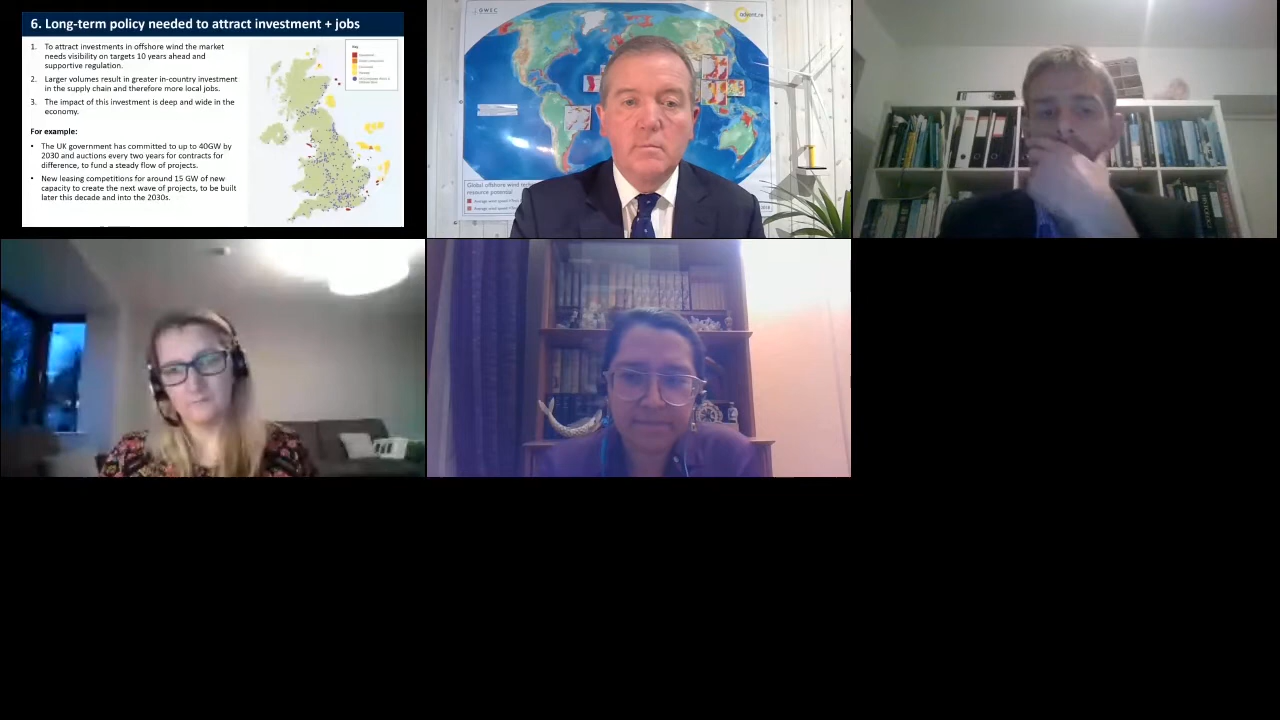 6. Long-term policy needed to attract investment + jobs
1. To attract investments in offshore wind the market
needs visibility on targets 10 years ahead and
supportive regulation.
2. Larger volumes result in greater in-country investment
in the supply chain and therefore more local jobs.
3. The impact of this investment is deep and wide in the
economy.
For example:
• The UK government has committed to up to 40GW by
2030 and auctions every two years for contracts for
difference, to fund a steady flow of projects.
• New leasing competitions for around 15 GW of new
capacity to create the next wave of projects, to be built
later this decade and into the 2030s.
Key
GWEC
Global offshore wind
resource potential